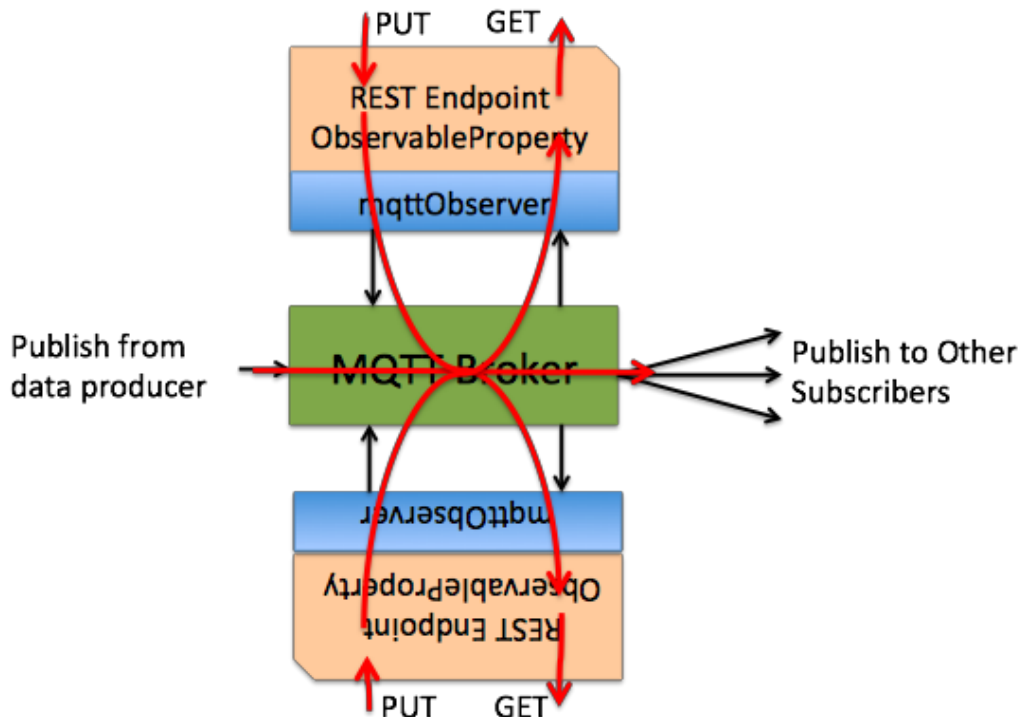 PUT GET
REST Endpoint
ObservableProperty
mqttObserver
MQTT Broker
Publish from
data producer
Publish to Other
Subscribers
mqttObserver
ObservableProperty
REST Endpoint
PUT GET